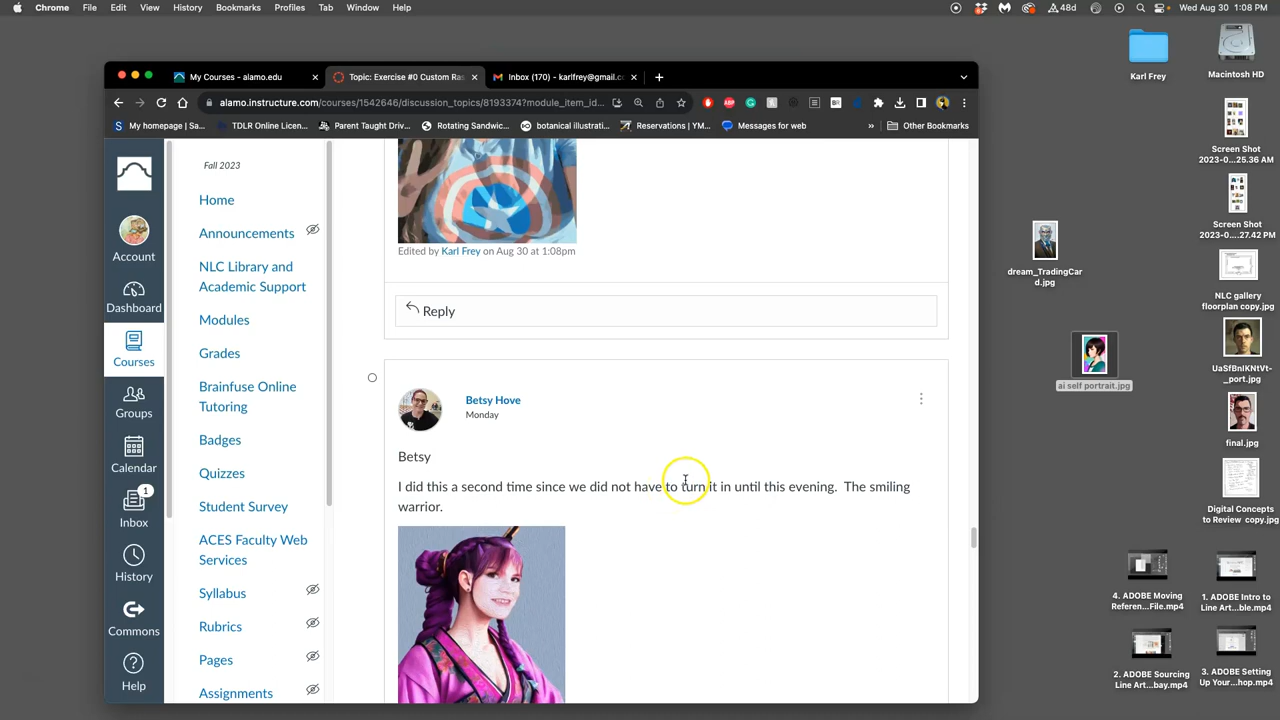 Chrome File Edit View History Bookmarks Profiles Tab Window Help
48d
Wed Aug 30 1:08 PM
My Courses - alamo.edu
Topic: Exercise #0 Custom Ras
Inbox (170) - karlfrey@gmail.c
alamo.instructure.com/courses/1542646/discussion_topics/8193374?module_item_id...
My homepage | Sa...
TDLR Online Licen...
Parent Taught Driv...
Rotating Sandwic...
botanical illustrati...
Reservations | YM...
Messages for web
»
Other Bookmarks
Account
Dashboard
Courses
Groups
Calendar
1
Inbox
History
Commons
Help
Fall 2023
Home
Announcements
NLC Library and
Academic Support
Modules
Grades
Brainfuse Online
Tutoring
Badges
Quizzes
Student Survey
ACES Faculty Web
Services
Syllabus
Rubrics
Pages
Assignments
Edited by Karl Frey on Aug 30 at 1:08pm
Reply
Betsy Hove
Monday
Betsy
I did this a second time since we did not have to turn it in until this evening. The smiling
warrior.
Karl Frey
Macintosh HD
Screen Shot
2023-0....25.36 AM
Screen Shot
2023-0....27.42 PM
dream_TradingCar
d.jpg
NLC gallery
floorplan copy.jpg
ai self portrait.jpg
UaSfBnIKNtVt-
_port.jpg
final.jpg
Digital Concepts
to Review copy.jpg
4. ADOBE Moving
Referen...File.mp4
1. ADOBE Intro to
Line Art...ble.mp4
2. ADOBE Sourcing
Line Art...bay.mp4
3. ADOBE Setting
Up Your...hop.mp4